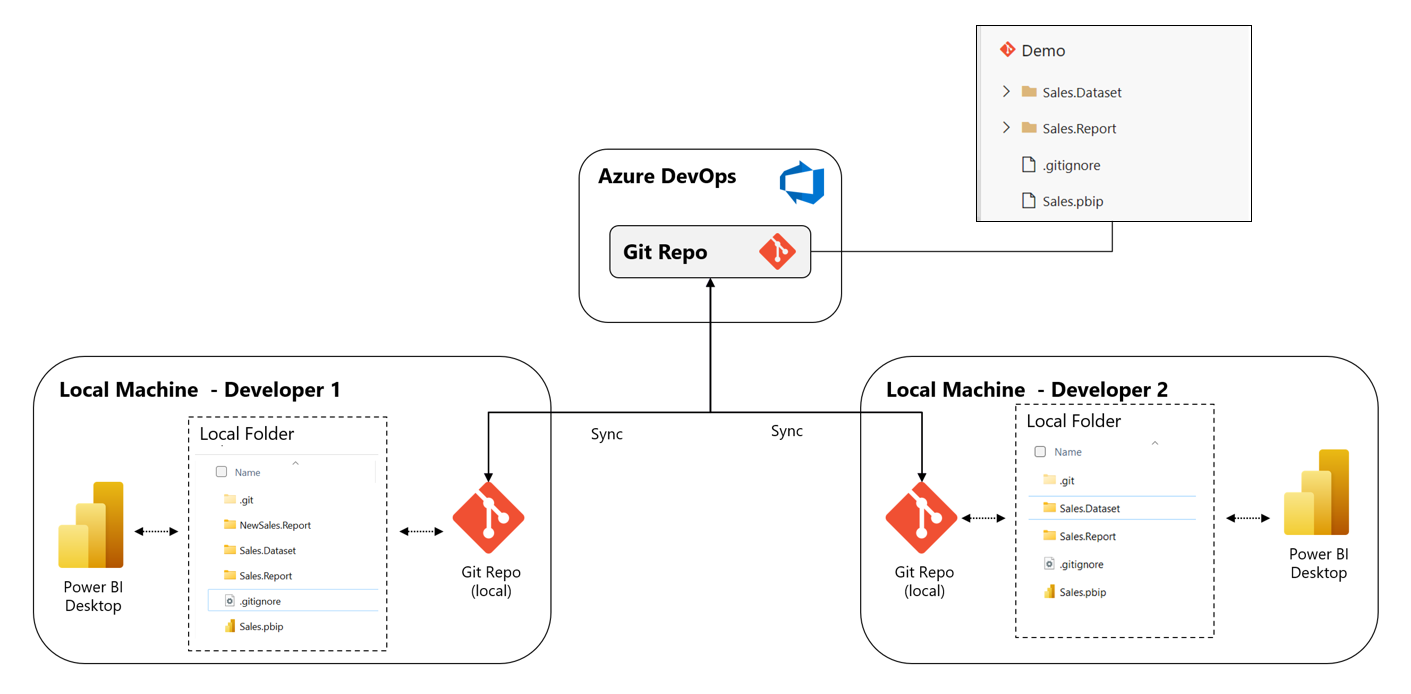 Demo
Sales.Dataset
Sales.Report
.gitignore
Sales.pbip
Azure DevOps
Git Repo
Local Machine - Developer 1
Local Folder
Name
.git
NewSales.Report
Sales.Dataset
Sales.Report
.gitignore
Sales.pbip
Power BI
Desktop
Git Repo
(local)
Sync
Sync
Local Machine - Developer 2
Local Folder
Name
.git
Sales.Dataset
Sales.Report
.gitignore
Sales.pbip
Git Repo
(local)
Power BI
Desktop